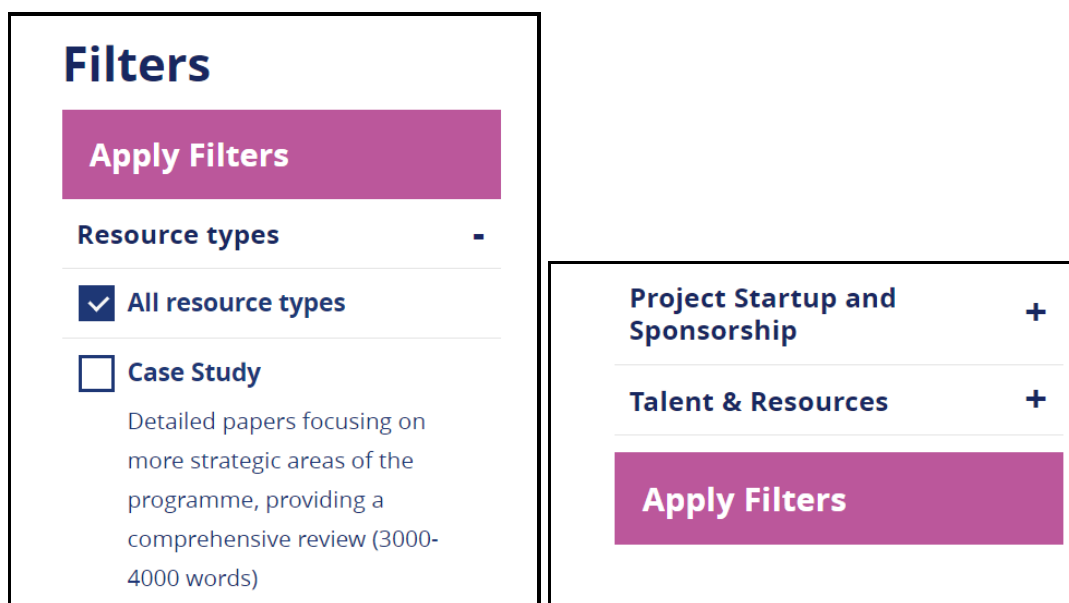 Filters
Apply Filters
Resource types -
All resource types
Case Study
Detailed papers focusing on
more strategic areas of the
programme, providing a
comprehensive review (3000-
4000 words)
Project Startup and +
Sponsorship
Talent & Resources +
Apply Filters